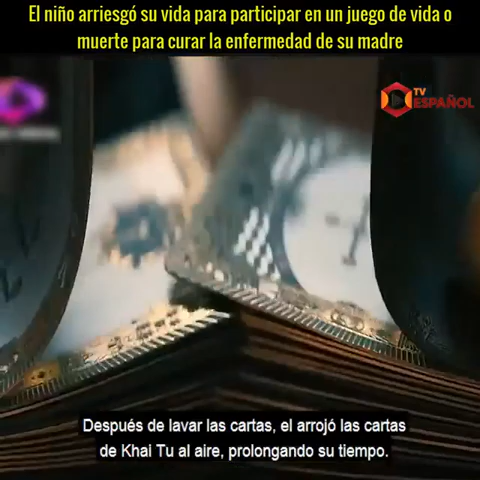 El niño arriesgó su vida para participar en un juego de vida o
muerte para curar la enfermedad de su madre
TV
ESPAÑOL
Después de lavar las cartas, el arrojó las cartas
de Khai Tu al aire, prolongando su tiempo.